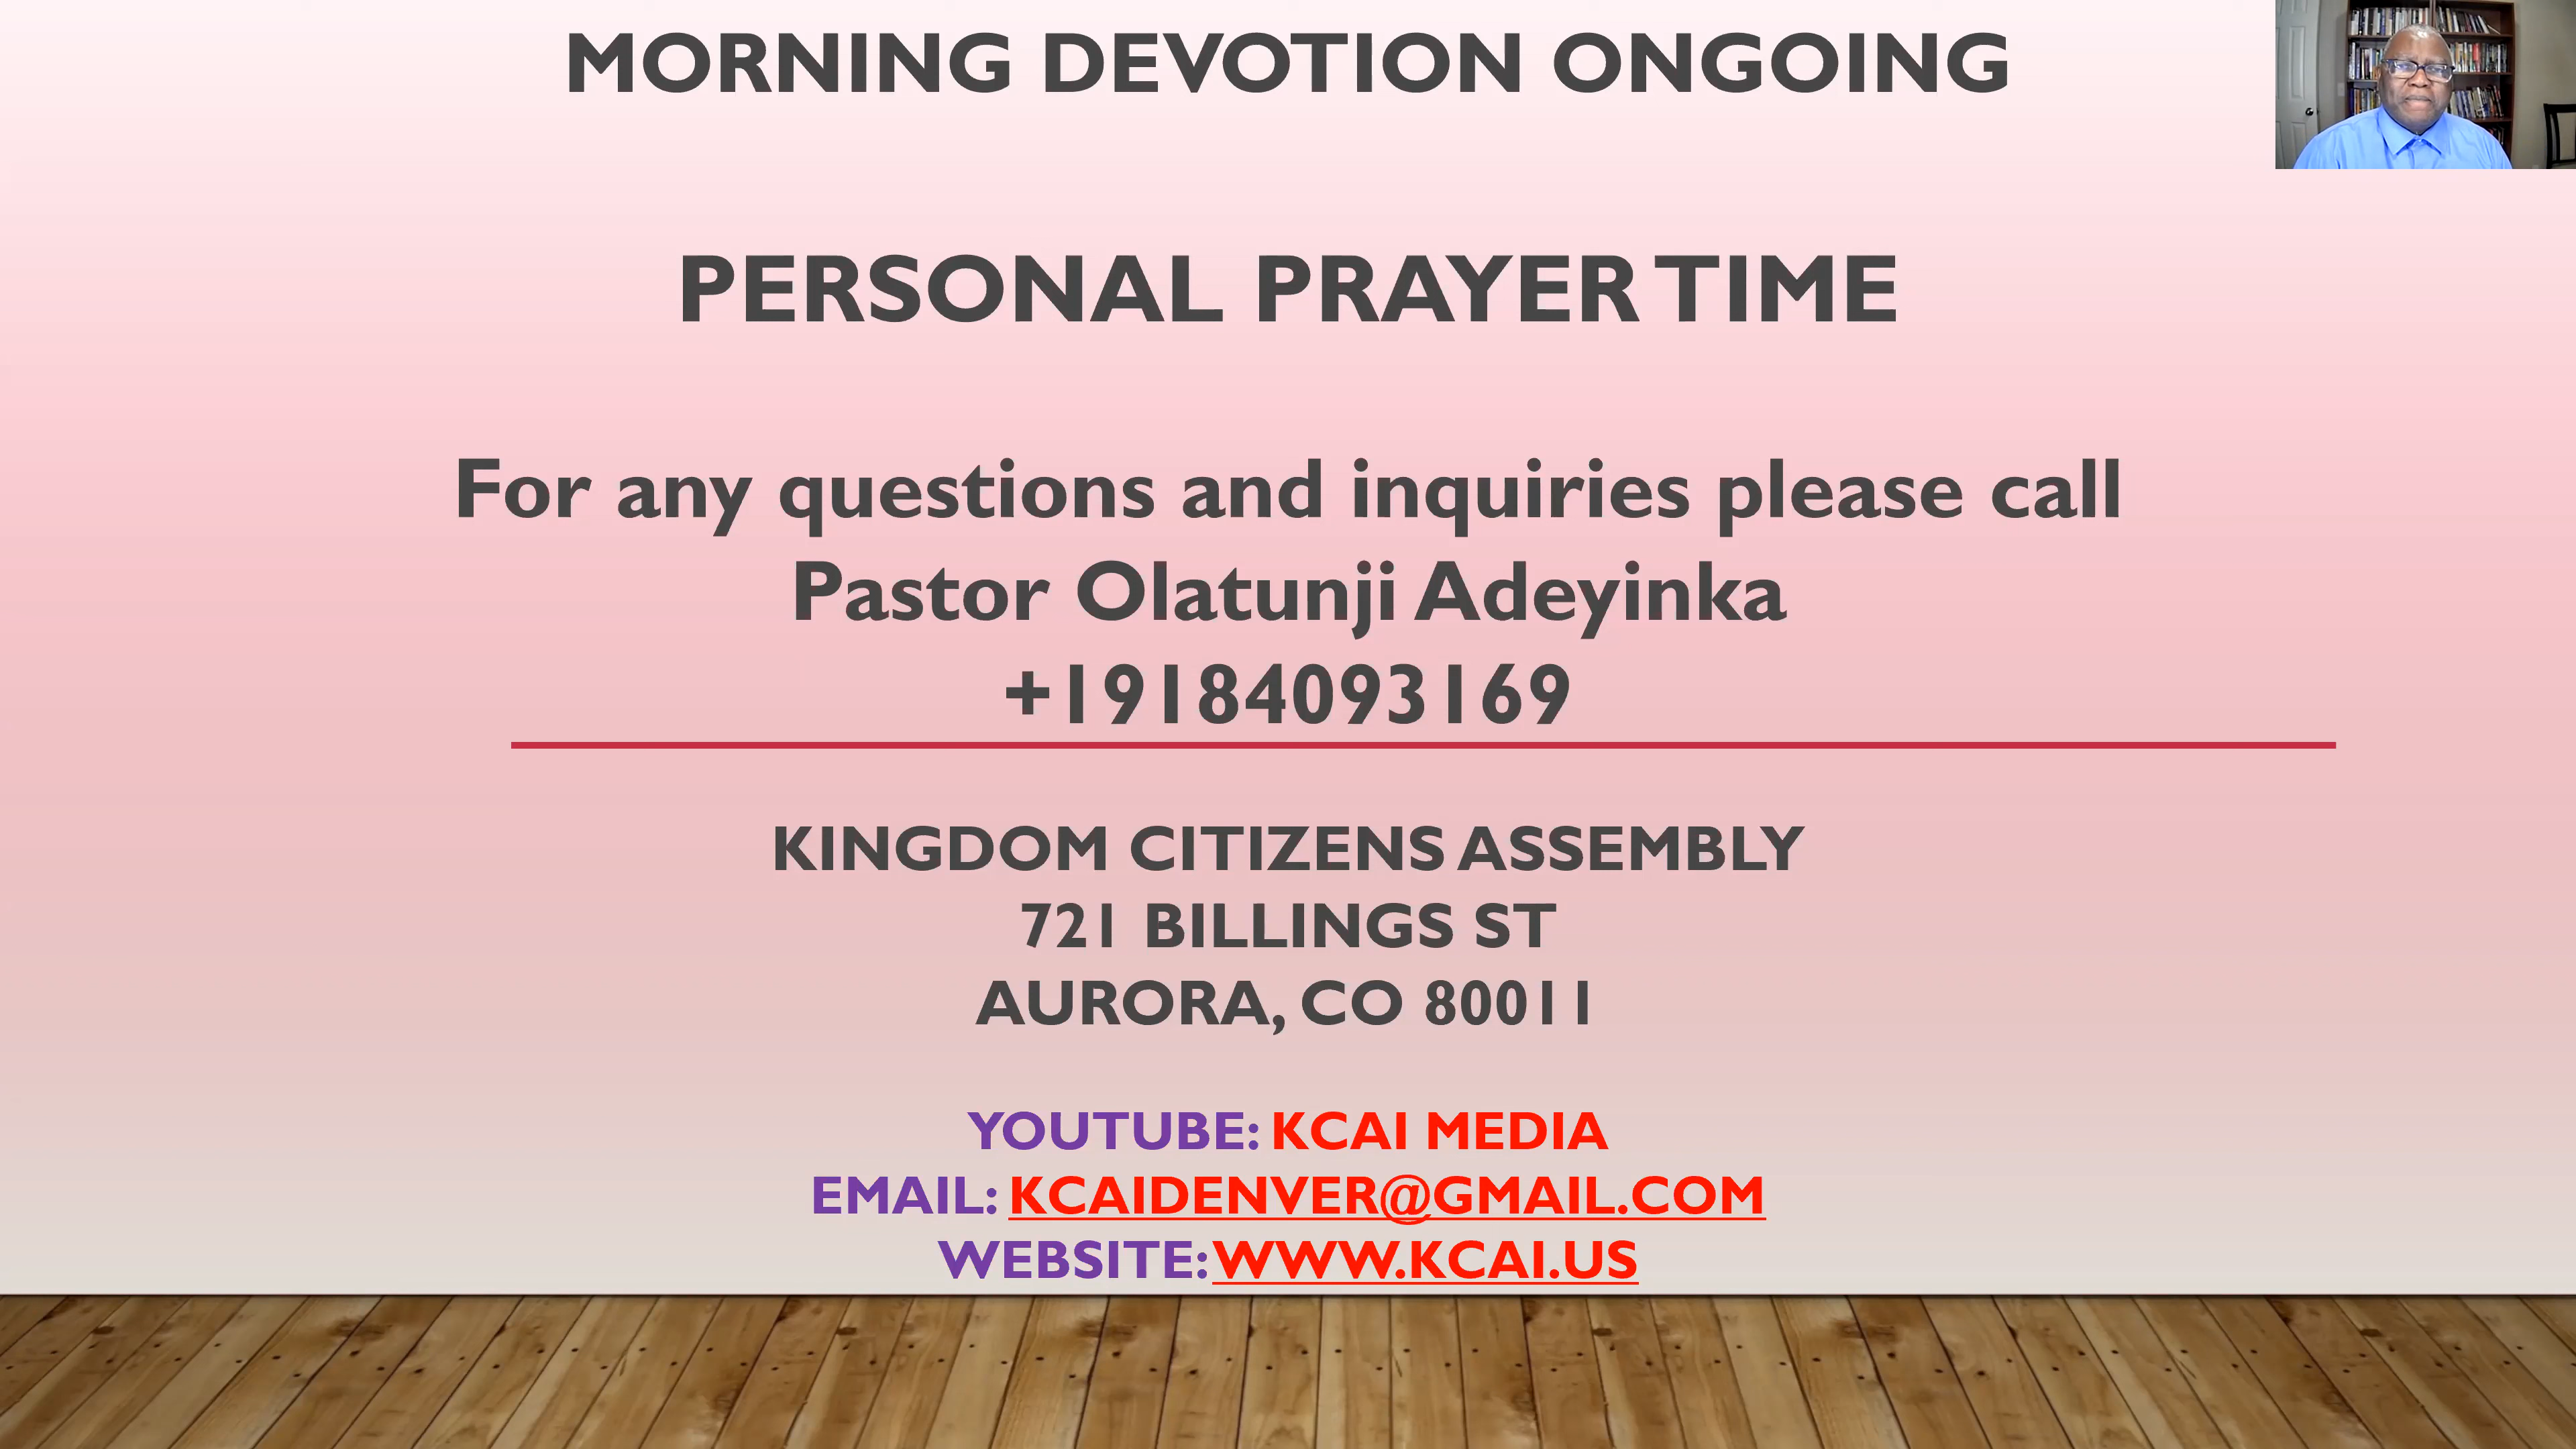 MORNING DEVOTION ONGOING
PERSONAL PRAYER TIME
For any questions and inquiries please call
Pastor Olatunji Adeyinka
+19184093169
KINGDOM CITIZENS ASSEMBLY
721 BILLINGS ST
AURORA, CO 80011
YOUTUBE: KCAI MEDIA
EMAIL: KCAIDENVER@GMAIL.COM
WEBSITE: WWW.KCAI.US